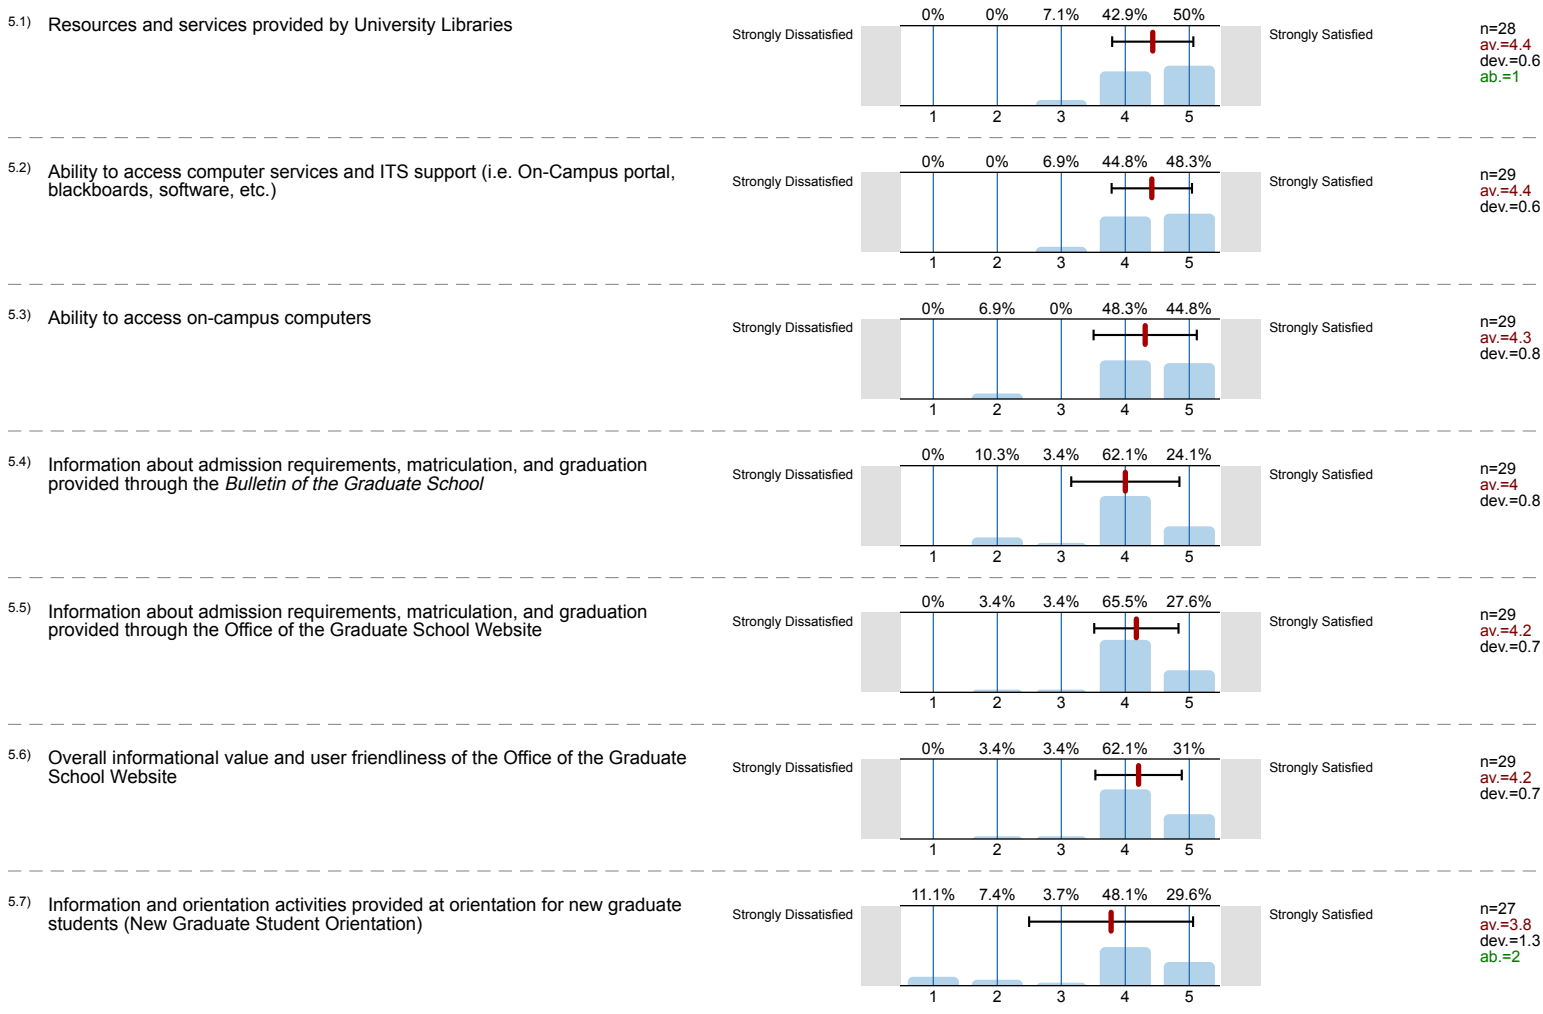 5.1) Resources and services provided by University Libraries
Strongly Dissatisfied
0% 0% 7.1% 42.9% 50%
1 2 3 4 5
Strongly Satisfied
n=28
av.=4.4
dev.=0.6
ab.=1
5.2) Ability to access computer services and ITS support (i.e. On-Campus portal,
blackboards, software, etc.)
Strongly Dissatisfied
0% 0% 6.9% 44.8% 48.3%
1 2 3 4 5
Strongly Satisfied
n=29
av.=4.4
dev.=0.6
5.3) Ability to access on-campus computers
Strongly Dissatisfied
0% 6.9% 0% 48.3% 44.8%
1 2 3 4 5
Strongly Satisfied
n=29
av.=4.3
dev.=0.8
5.4) Information about admission requirements, matriculation, and graduation
provided through the Bulletin of the Graduate School
Strongly Dissatisfied
0% 10.3% 3.4% 62.1% 24.1%
1 2 3 4 5
Strongly Satisfied
n=29
av.=4
dev.=0.8
5.5) Information about admission requirements, matriculation, and graduation
provided through the Office of the Graduate School Website
Strongly Dissatisfied
0% 3.4% 3.4% 65.5% 27.6%
1 2 3 4 5
Strongly Satisfied
n=29
av.=4.2
dev.=0.7
5.6) Overall informational value and user friendliness of the Office of the Graduate
School Website
Strongly Dissatisfied
0% 3.4% 3.4% 62.1% 31%
1 2 3 4 5
Strongly Satisfied
n=29
av.=4.2
dev.=0.7
5.7) Information and orientation activities provided at orientation for new graduate
students (New Graduate Student Orientation)
Strongly Dissatisfied
11.1% 7.4% 3.7% 48.1% 29.6%
1 2 3 4 5
Strongly Satisfied
n=27
av.=3.8
dev.=1.3
ab.=2